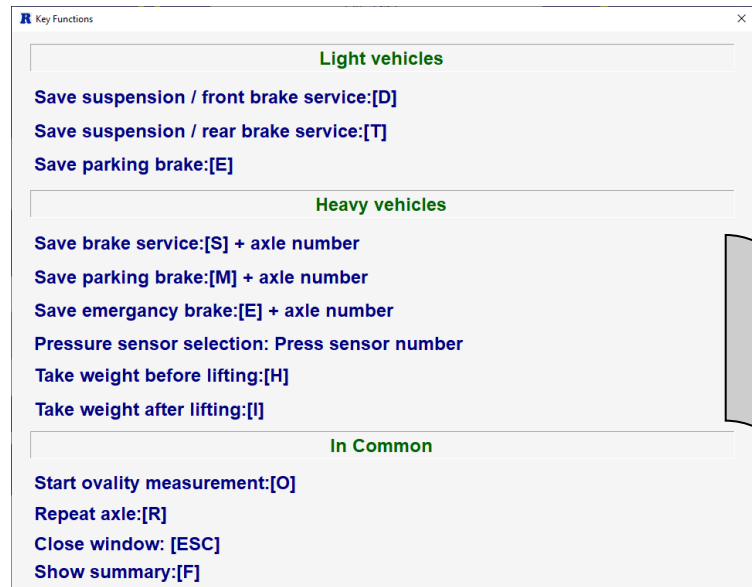 R Key Functions
Light vehicles
Save suspension / front brake service:[D]
Save suspension / rear brake service:[T]
Save parking brake:[E]
Heavy vehicles
Save brake service:[S] + axle number
Save parking brake:[M] + axle number
Save emergancy brake:[E] + axle number
Pressure sensor selection: Press sensor number
Take weight before lifting:[H]
Take weight after lifting:[I]
In Common
Start ovality measurement:[O]
Repeat axle:[R]
Close window: [ESC]
Show summary:[F]